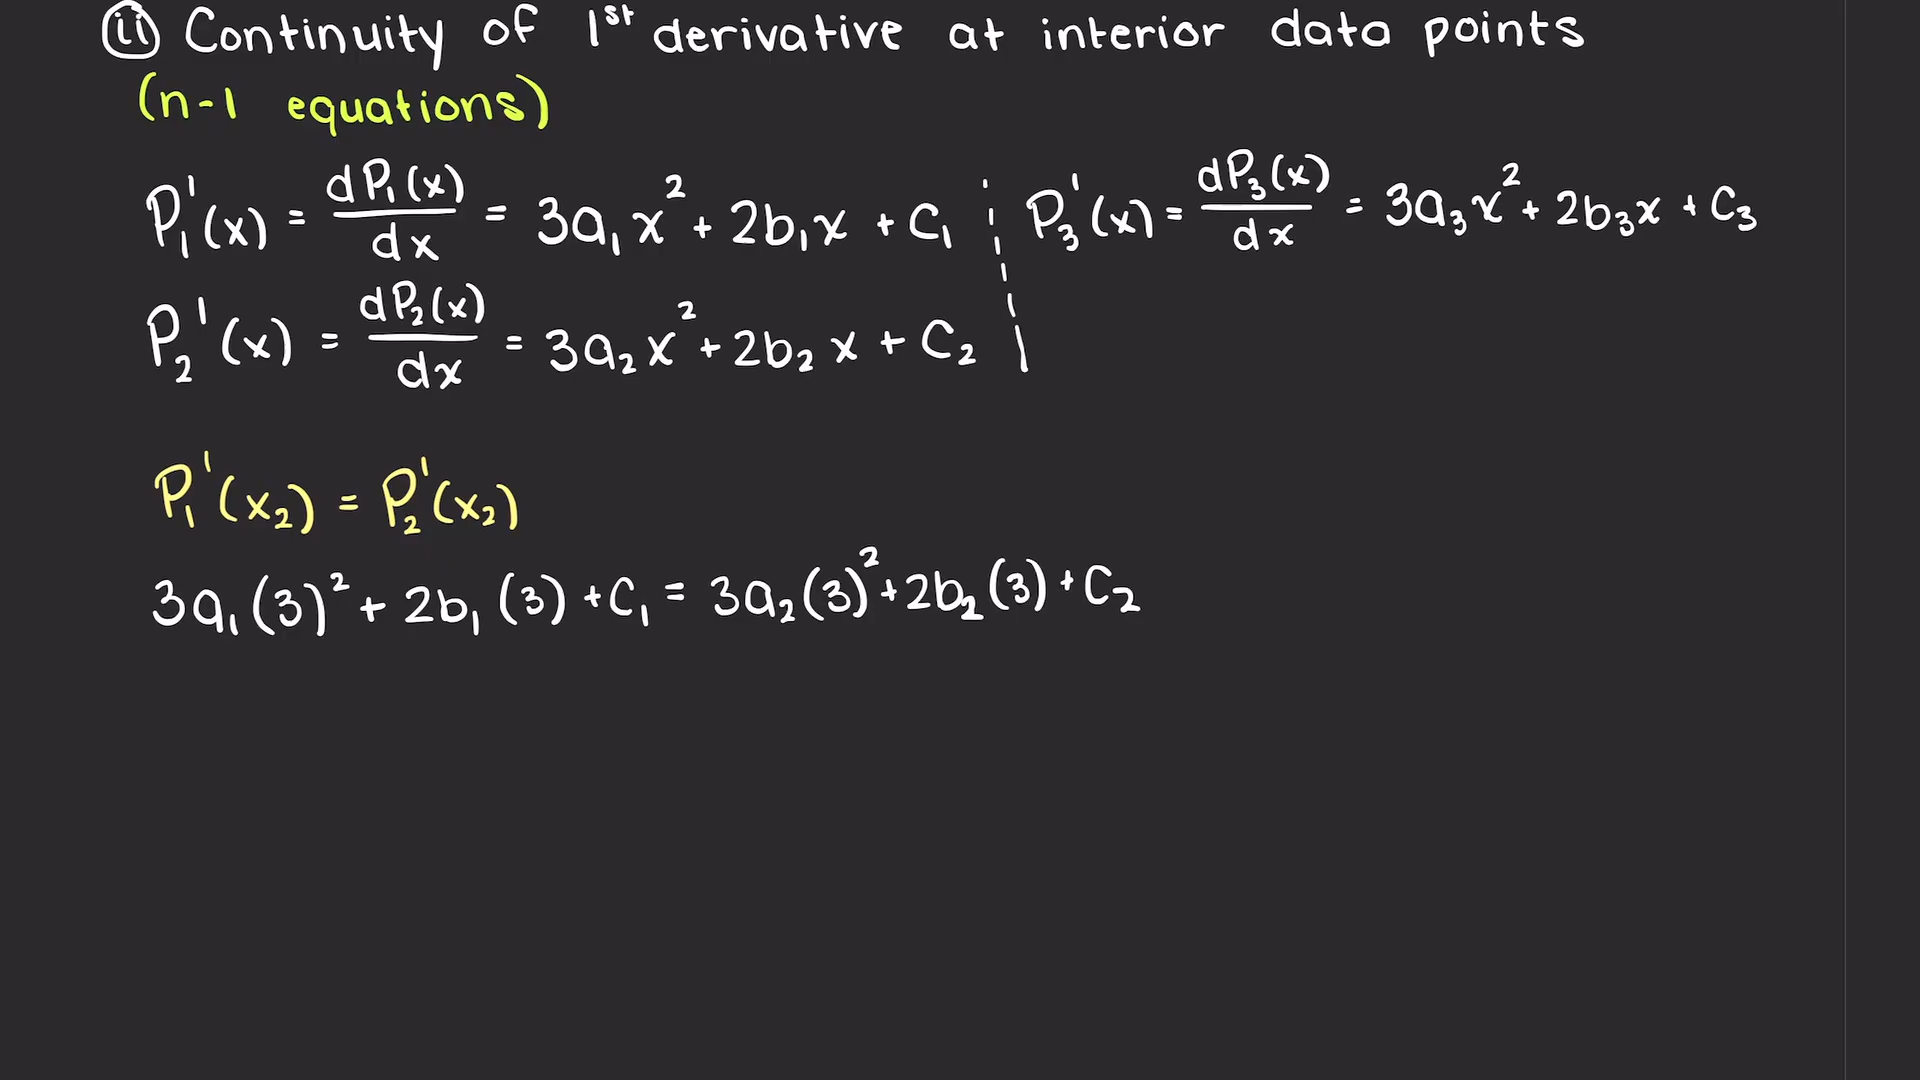 (ii) Continuity of 1st derivative at interior data points
(n-1 equations)
P₁'(x) = dP₁(x)/dx = 3a₁x² + 2b₁x + C₁
P₂'(x) = dP₂(x)/dx = 3a₂x² + 2b₂x + C₂
P₃'(x) = dP₃(x)/dx = 3a₃x² + 2b₃x + C₃
P₁'(x₂) = P₂'(x₂)
3a₁(3)² + 2b₁(3) + C₁ = 3a₂(3)² + 2b₂(3) + C₂